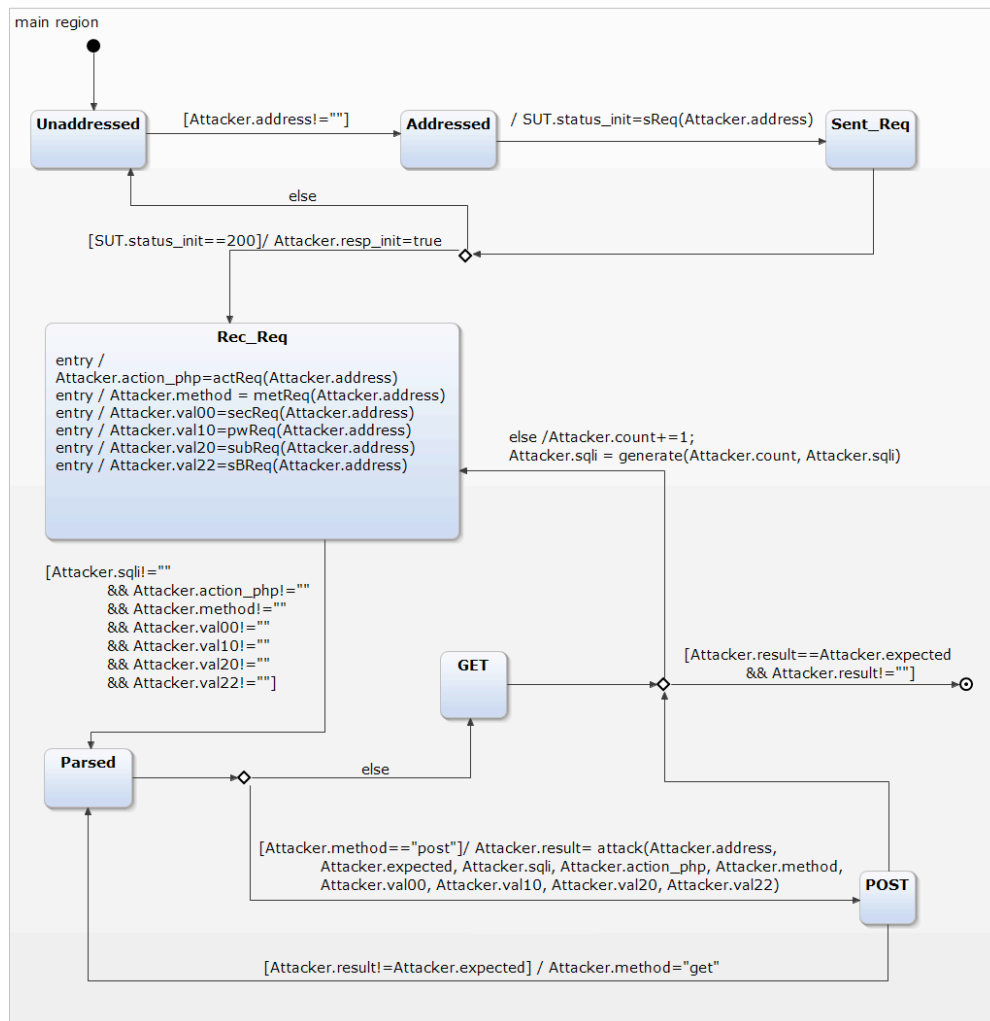 main region
Unaddressed
[Attacker.address!=""]
Addressed
/ SUT.status_init=sReq(Attacker.address)
Sent_Req
else
[SUT.status_init==200]/ Attacker.resp_init=true
Rec_Req
entry /
Attacker.action_php=actReq(Attacker.address)
entry / Attacker.method = metReq(Attacker.address)
entry / Attacker.val00=secReq(Attacker.address)
entry / Attacker.val10=pwReq(Attacker.address)
entry / Attacker.val20=subReq(Attacker.address)
entry / Attacker.val22=sBReq(Attacker.address)
else /Attacker.count+=1;
Attacker.sqli = generate(Attacker.count, Attacker.sqli)
[Attacker.sqli!=""
&& Attacker.action_php!=""
&& Attacker.method!=""
&& Attacker.val00!=""
&& Attacker.val10!=""
&& Attacker.val20!=""
&& Attacker.val22!=""]
GET
[Attacker.result==Attacker.expected
&& Attacker.result!=""]
Parsed
else
[Attacker.method=="post"]/ Attacker.result= attack(Attacker.address,
Attacker.expected, Attacker.sqli, Attacker.action_php, Attacker.method,
Attacker.val00, Attacker.val10, Attacker.val20, Attacker.val22)
POST
[Attacker.result!=Attacker.expected] / Attacker.method="get"